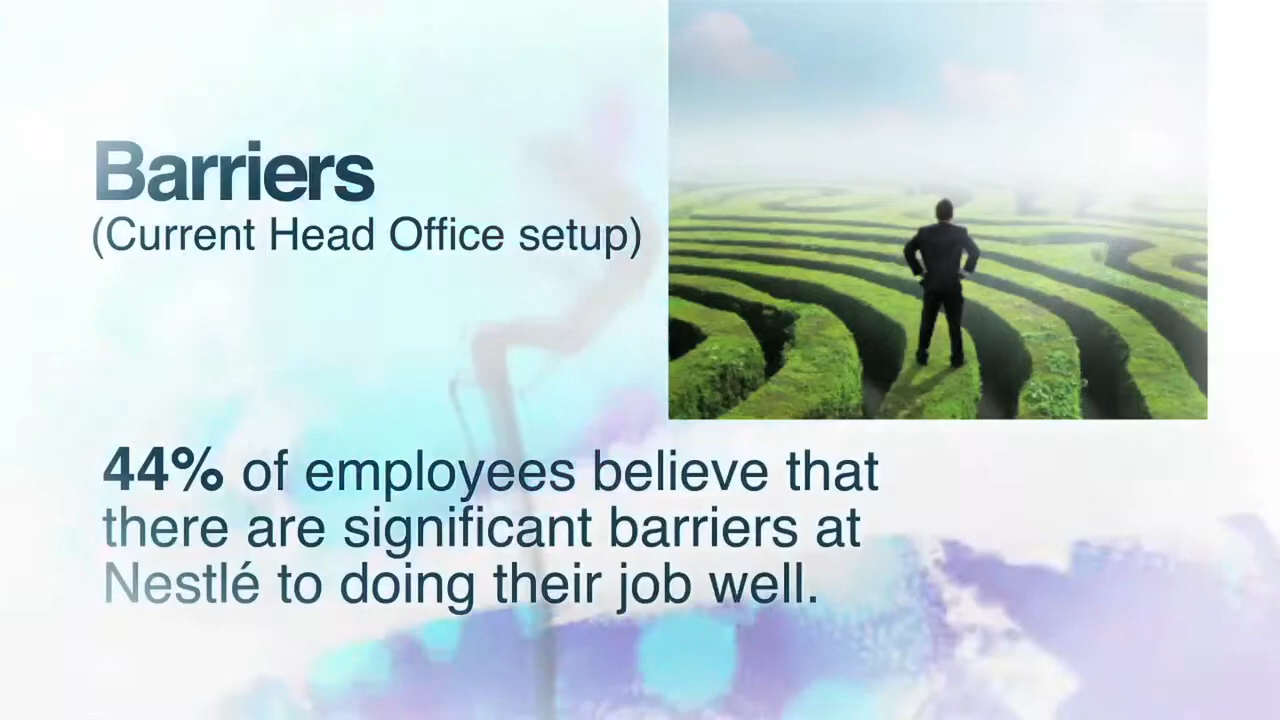 Barriers
(Current Head Office setup)
44% of employees believe that
there are significant barriers at
Nestlé to doing their job well.